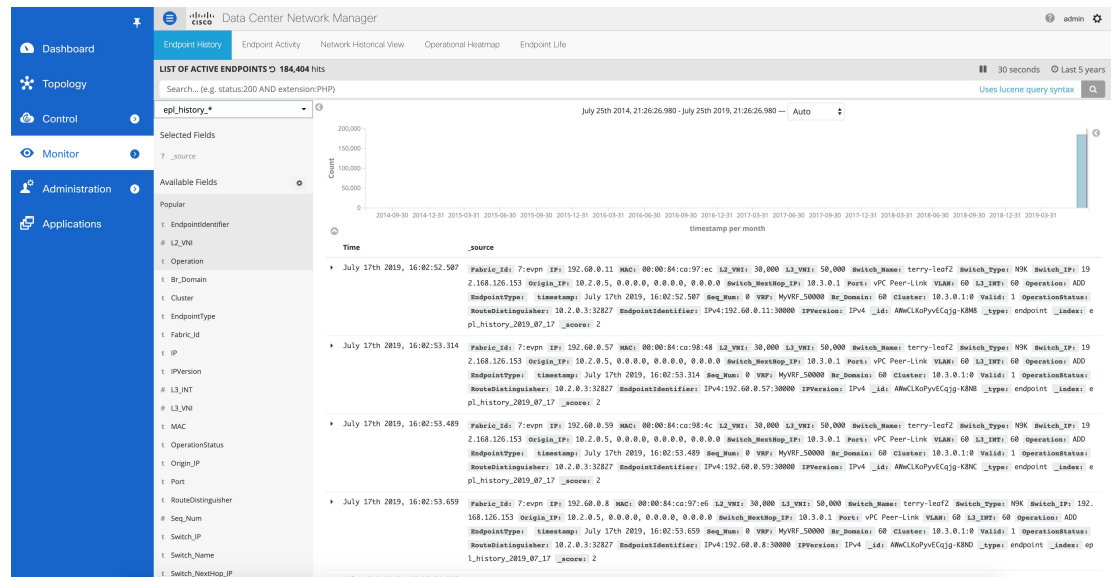 cisco Data Center Network Manager
admin
Dashboard
Topology
Control
Monitor
Administration
Applications
Endpoint History Endpoint Activity Network Historical View Operational Heatmap Endpoint Life
LIST OF ACTIVE ENDPOINTS 184,404 hits
30 seconds Last 5 years
Search... (e.g. status:200 AND extension:PHP)
Uses lucene query syntax
epl_history_*
Selected Fields
? _source
Available Fields
Popular
t EndpointIdentifier
# L2_VNI
t Operation
t Br_Domain
t Cluster
t EndpointType
t Fabric_Id
t IP
t IPVersion
# L3_INT
# L3_VNI
t MAC
t OperationStatus
t Origin_IP
t Port
t RouteDistinguisher
# Seq_Num
t Switch_IP
t Switch_Name
t Switch_NextHop_IP
July 25th 2014, 21:26:26.980 - July 25th 2019, 21:26:26.980 — Auto
Count
200,000
150,000
100,000
50,000
0
2014-09-30 2014-12-31 2015-03-31 2015-06-30 2015-09-30 2015-12-31 2016-03-31 2016-06-30 2016-09-30 2016-12-31 2017-03-31 2017-06-30 2017-09-30 2017-12-31 2018-03-31 2018-06-30 2018-09-30 2018-12-31 2019-03-31
timestamp per month
Time _source
July 17th 2019, 16:02:52.507 Fabric_Id: 7:evpn IP: 192.60.0.11 MAC: 00:00:84:ca:97:ec L2_VNI: 30,000 L3_VNI: 50,000 Switch_Name: terry-leaf2 Switch_Type: N9K Switch_IP: 19
2.168.126.153 Origin_IP: 10.2.0.5, 0.0.0.0, 0.0.0.0, 0.0.0.0 Switch_NextHop_IP: 10.3.0.1 Port: vPC Peer-Link VLAN: 60 L3_INT: 60 Operation: ADD
EndpointType: timestamp: July 17th 2019, 16:02:52.507 Seq_Num: 0 VRF: MyVRF_50000 Br_Domain: 60 Cluster: 10.3.0.1:0 Valid: 1 OperationStatus:
RouteDistinguisher: 10.2.0.3:32827 EndpointIdentifier: IPv4:192.60.0.11:30000 IPVersion: IPv4 _id: AWwCLKoPyvECqjg-K8M8 _type: endpoint _index: e
pl_history_2019_07_17 _score: 2
July 17th 2019, 16:02:53.314 Fabric_Id: 7:evpn IP: 192.60.0.57 MAC: 00:00:84:ca:98:48 L2_VNI: 30,000 L3_VNI: 50,000 Switch_Name: terry-leaf2 Switch_Type: N9K Switch_IP: 19
2.168.126.153 Origin_IP: 10.2.0.5, 0.0.0.0, 0.0.0.0, 0.0.0.0 Switch_NextHop_IP: 10.3.0.1 Port: vPC Peer-Link VLAN: 60 L3_INT: 60 Operation: ADD
EndpointType: timestamp: July 17th 2019, 16:02:53.314 Seq_Num: 0 VRF: MyVRF_50000 Br_Domain: 60 Cluster: 10.3.0.1:0 Valid: 1 OperationStatus:
RouteDistinguisher: 10.2.0.3:32827 EndpointIdentifier: IPv4:192.60.0.57:30000 IPVersion: IPv4 _id: AWwCLKoPyvECqjg-K8NB _type: endpoint _index: e
pl_history_2019_07_17 _score: 2
July 17th 2019, 16:02:53.489 Fabric_Id: 7:evpn IP: 192.60.0.59 MAC: 00:00:84:ca:98:4c L2_VNI: 30,000 L3_VNI: 50,000 Switch_Name: terry-leaf2 Switch_Type: N9K Switch_IP: 19
2.168.126.153 Origin_IP: 10.2.0.5, 0.0.0.0, 0.0.0.0, 0.0.0.0 Switch_NextHop_IP: 10.3.0.1 Port: vPC Peer-Link VLAN: 60 L3_INT: 60 Operation: ADD
EndpointType: timestamp: July 17th 2019, 16:02:53.489 Seq_Num: 0 VRF: MyVRF_50000 Br_Domain: 60 Cluster: 10.3.0.1:0 Valid: 1 OperationStatus:
RouteDistinguisher: 10.2.0.3:32827 EndpointIdentifier: IPv4:192.60.0.59:30000 IPVersion: IPv4 _id: AWwCLKoPyvECqjg-K8NC _type: endpoint _index: e
pl_history_2019_07_17 _score: 2
July 17th 2019, 16:02:53.659 Fabric_Id: 7:evpn IP: 192.60.0.8 MAC: 00:00:84:ca:97:e6 L2_VNI: 30,000 L3_VNI: 50,000 Switch_Name: terry-leaf2 Switch_Type: N9K Switch_IP: 192.
168.126.153 Origin_IP: 10.2.0.5, 0.0.0.0, 0.0.0.0, 0.0.0.0 Switch_NextHop_IP: 10.3.0.1 Port: vPC Peer-Link VLAN: 60 L3_INT: 60 Operation: ADD
EndpointType: timestamp: July 17th 2019, 16:02:53.659 Seq_Num: 0 VRF: MyVRF_50000 Br_Domain: 60 Cluster: 10.3.0.1:0 Valid: 1 OperationStatus:
RouteDistinguisher: 10.2.0.3:32827 EndpointIdentifier: IPv4:192.60.0.8:30000 IPVersion: IPv4 _id: AWwCLKoPyvECqjg-K8ND _type: endpoint _index: ep
l_history_2019_07_17 _score: 2